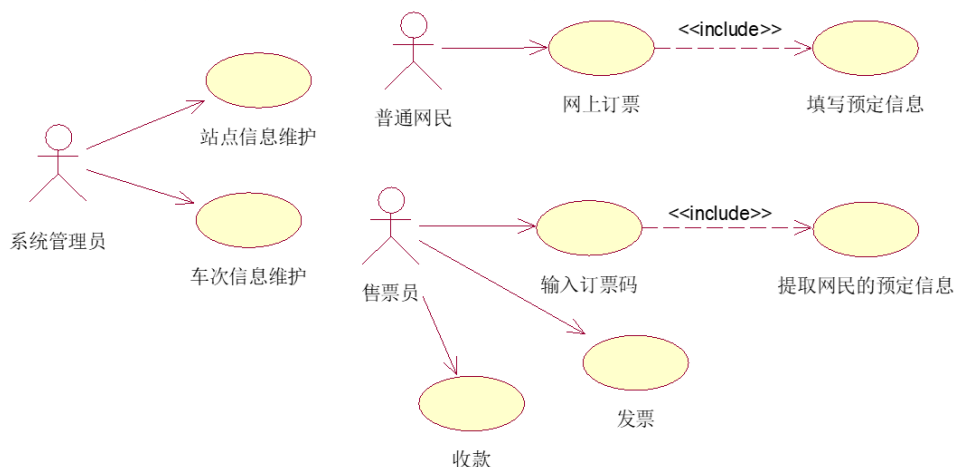 <<include>>
普通网民
网上订票
填写预定信息
站点信息维护
系统管理员
<<include>>
车次信息维护
售票员
输入订票码
提取网民的预定信息
发票
收款